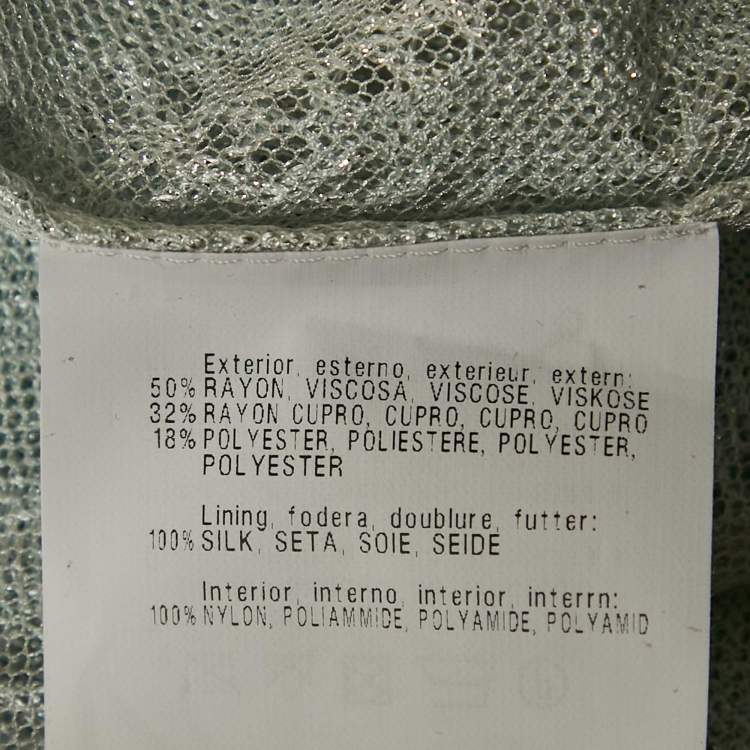 Exterior, esterno, exterieur, extern:
50% RAYON, VISCOSA, VISCOSE, VISKOSE
32% RAYON CUPRO, CUPRO, CUPRO, CUPRO
18% POLYESTER, POLIESTERE, POLYESTER,
POLYESTER
Lining, fodera, doublure, futter:
100% SILK, SETA, SOIE, SEIDE
Interior, interno, interior, interrn:
100% NYLON, POLIAMMIDE, POLYAMIDE, POLYAMID